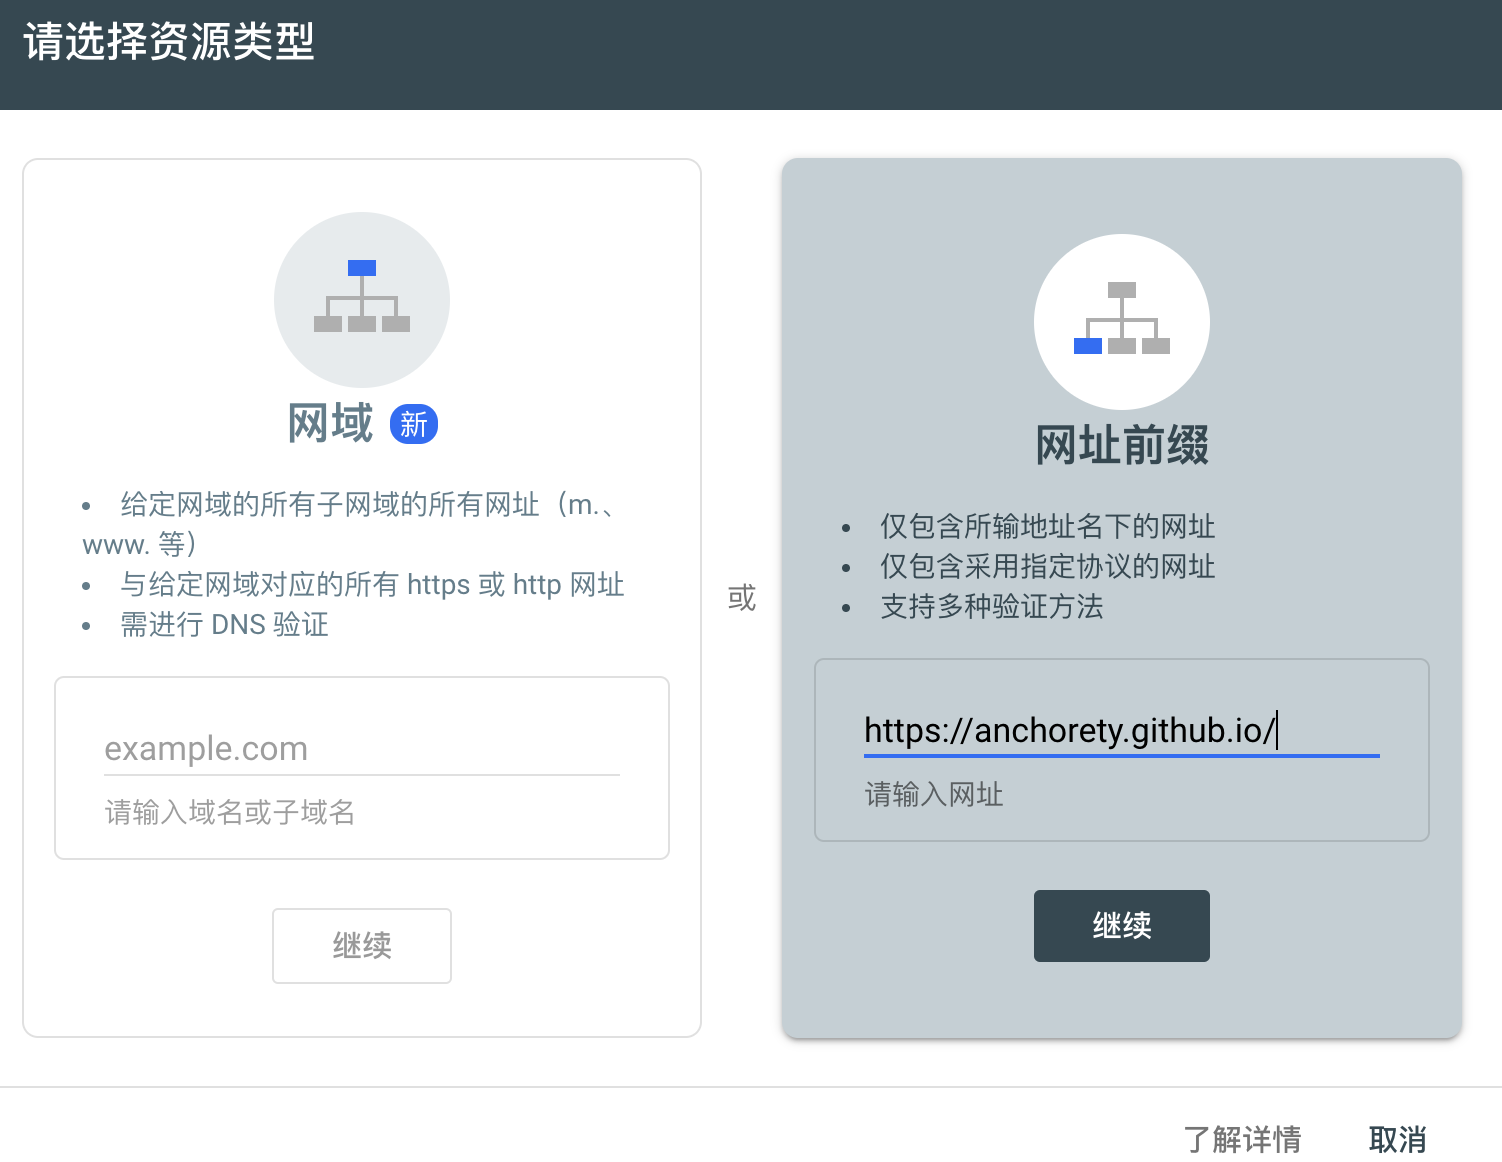 请选择资源类型
网域 新
• 给定网域的所有子网域的所有网址（m.、
www. 等）
• 与给定网域对应的所有 https 或 http 网址
• 需进行 DNS 验证
example.com
请输入域名或子域名
继续
或
网址前缀
• 仅包含所输地址名下的网址
• 仅包含采用指定协议的网址
• 支持多种验证方法
https://anchorety.github.io/
请输入网址
继续
了解详情 取消